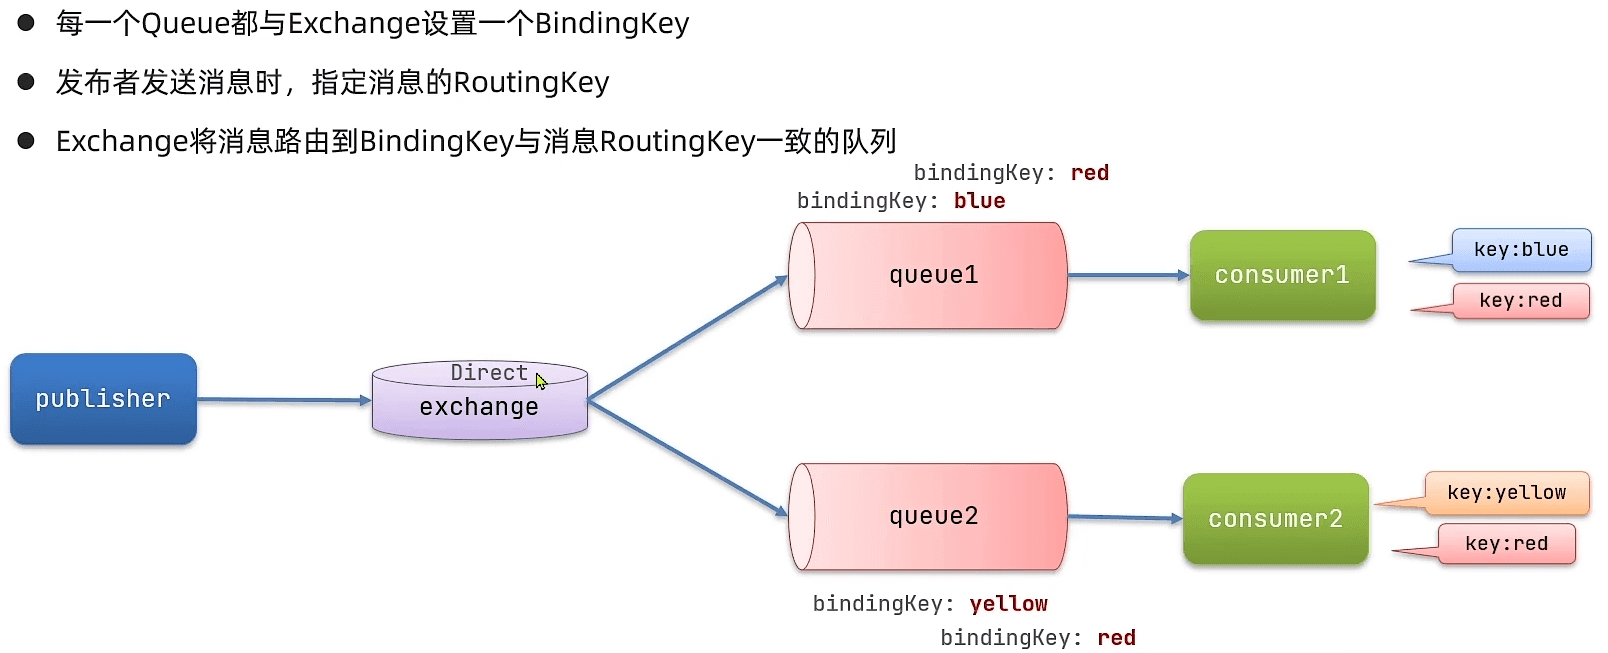 ● 每一个Queue都与Exchange设置一个BindingKey
● 发布者发送消息时，指定消息的RoutingKey
● Exchange将消息路由到BindingKey与消息RoutingKey一致的队列
bindingKey: red
bindingKey: blue
queue1
consumer1
key:blue
key:red
publisher
Direct
exchange
queue2
consumer2
key:yellow
key:red
bindingKey: yellow
bindingKey: red